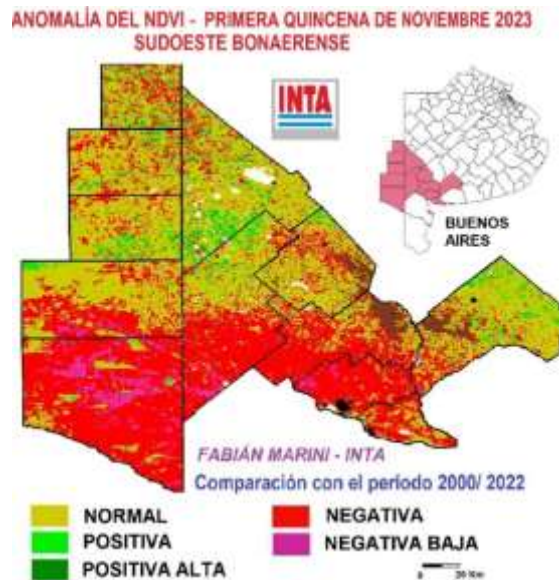 ANOMALÍA DEL NDVI - PRIMERA QUINCENA DE NOVIEMBRE 2023
SUDOESTE BONAERENSE
INTA
BUENOS
AIRES
FABIÁN MARINI - INTA
Comparación con el período 2000/ 2022
NORMAL
NEGATIVA
POSITIVA
NEGATIVA BAJA
POSITIVA ALTA